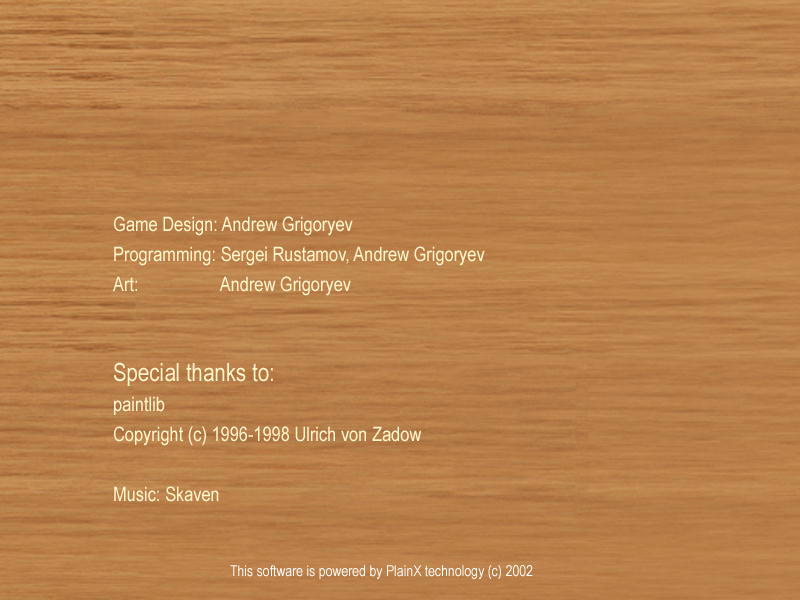 Game Design: Andrew Grigoryev
Programming: Sergei Rustamov, Andrew Grigoryev
Art: Andrew Grigoryev
Special thanks to:
paintlib
Copyright (c) 1996-1998 Ulrich von Zadow
Music: Skaven
This software is powered by PlainX technology (c) 2002